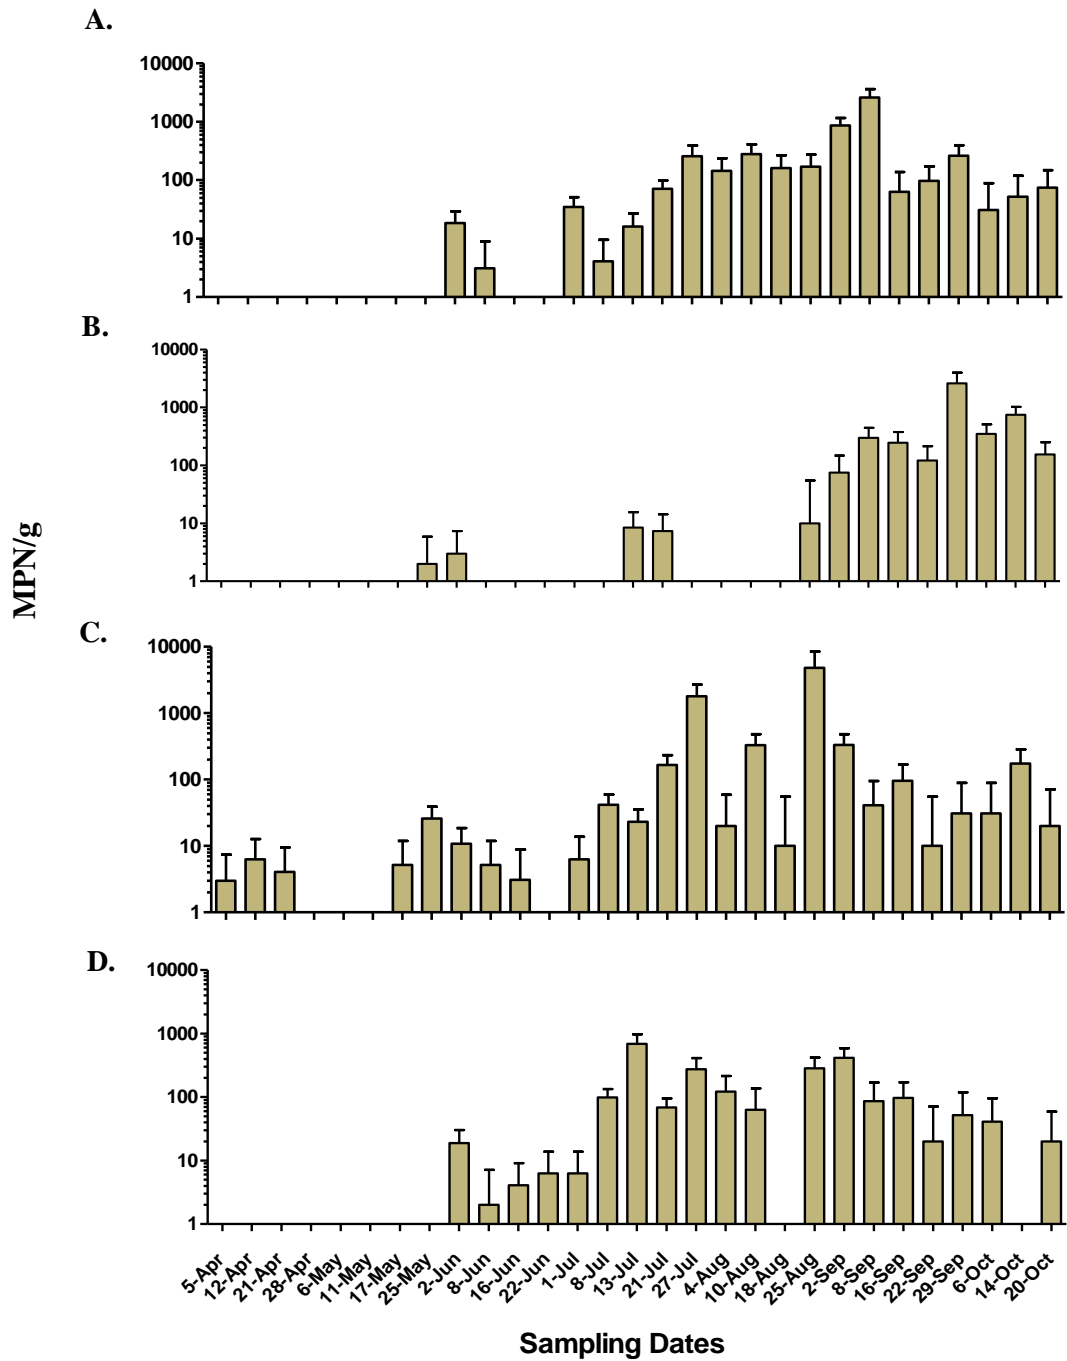 A.
10000
1000
100
10
1
B.
10000
1000
100
10
1
MPN/g
C.
10000
1000
100
10
1
D.
10000
1000
100
10
1
5-Apr
12-Apr
21-Apr
28-Apr
6-May
11-May
17-May
25-May
2-Jun
8-Jun
16-Jun
22-Jun
1-Jul
8-Jul
13-Jul
21-Jul
27-Jul
4-Aug
10-Aug
18-Aug
25-Aug
2-Sep
8-Sep
16-Sep
22-Sep
29-Sep
6-Oct
14-Oct
20-Oct
Sampling Dates